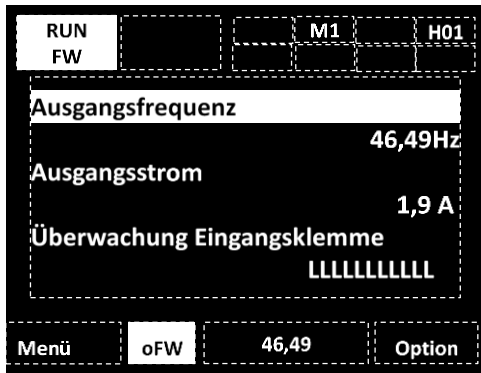 RUN
FW
M1
H01
Ausgangsfrequenz
46,49Hz
Ausgangsstrom
1,9 A
Überwachung Eingangsklemme
LLLLLLLLLLL
Menü
oFW
46,49
Option